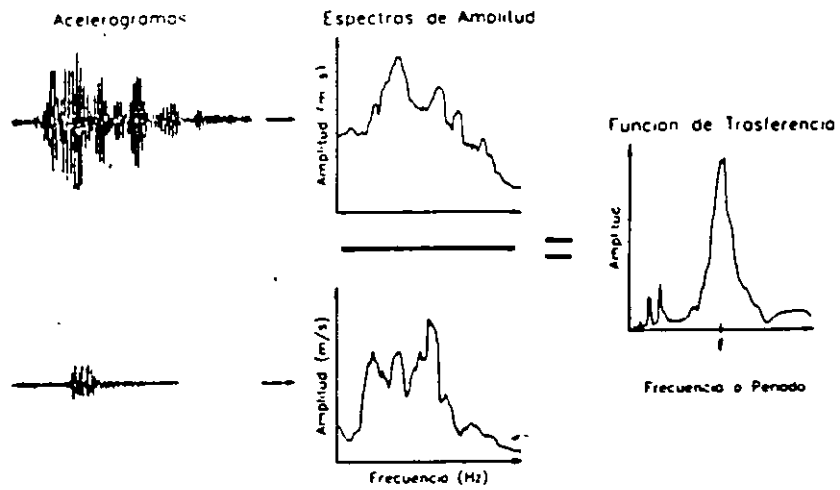 Acelerogramas
Espectros de Amplitud
Amplitud (m s)
Funcion de Trasferencia
Amplitud
f
Frecuencia o Periodo
Amplitud (m/s)
Frecuencia (Hz)